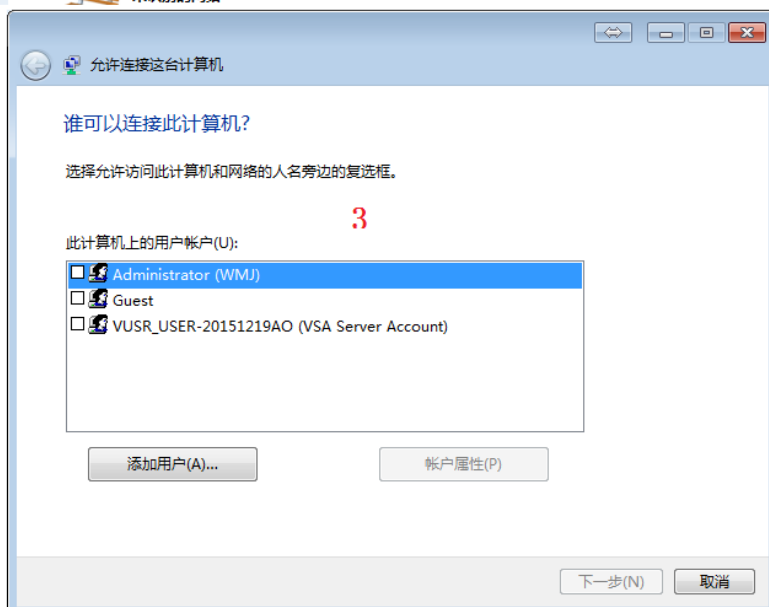 允许连接这台计算机
谁可以连接此计算机?
选择允许访问此计算机和网络的人名旁边的复选框。
3
此计算机上的用户帐户(U):
Administrator (WMJ)
Guest
VUSR_USER-20151219AO (VSA Server Account)
添加用户(A)...
帐户属性(P)
下一步(N)
取消